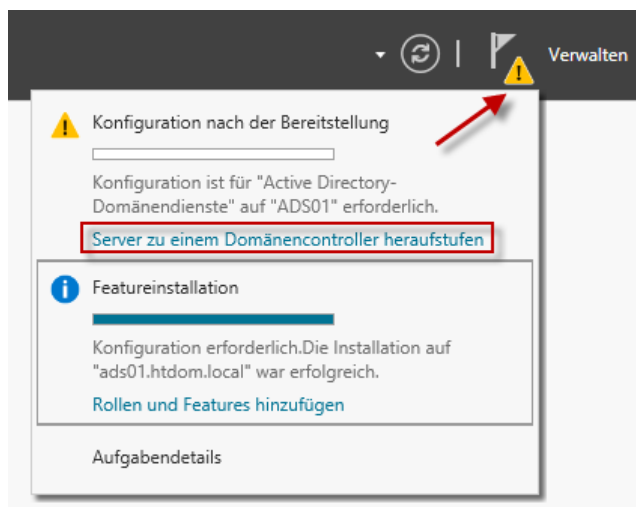 Verwalten
Konfiguration nach der Bereitstellung
Konfiguration ist für "Active Directory-
Domänendienste" auf "ADS01" erforderlich.
Server zu einem Domänencontroller heraufstufen
Featureinstallation
Konfiguration erforderlich.Die Installation auf
"ads01.htdom.local" war erfolgreich.
Rollen und Features hinzufügen
Aufgabendetails